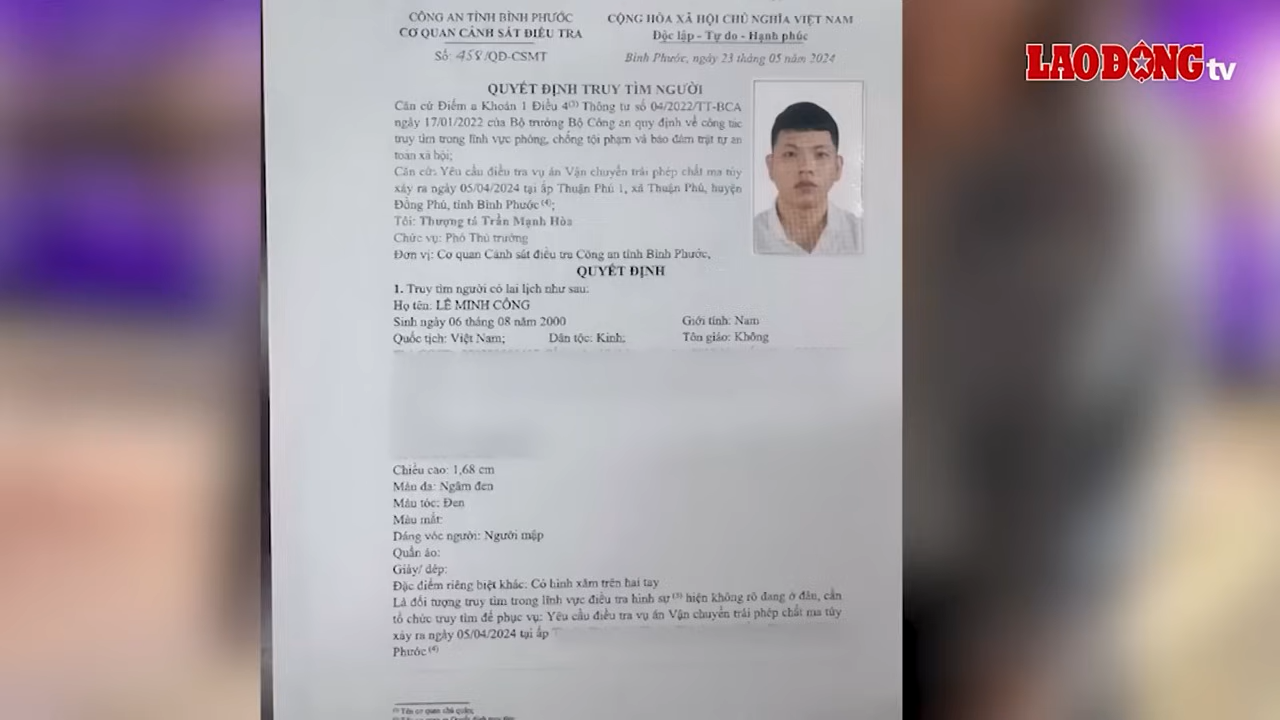 CÔNG AN TỈNH BÌNH PHƯỚC
CƠ QUAN CẢNH SÁT ĐIỀU TRA
Số: 458/QĐ-CSMT
CỘNG HÒA XÃ HỘI CHỦ NGHĨA VIỆT NAM
Độc lập - Tự do - Hạnh phúc
Bình Phước, ngày 23 tháng 05 năm 2024
LAO ĐỘNG tv
QUYẾT ĐỊNH TRUY TÌM NGƯỜI
Căn cứ Điểm a Khoản 1 Điều 4 Thông tư số 04/2022/TT-BCA
ngày 17/01/2022 của Bộ trưởng Bộ Công an quy định về công tác
truy tìm trong lĩnh vực phòng, chống tội phạm và bảo đảm trật tự an
toàn xã hội;
Căn cứ: Yêu cầu điều tra vụ án Vận chuyển trái phép chất ma túy
xảy ra ngày 05/04/2024 tại ấp Thuận Phú 1, xã Thuận Phú, huyện
Đồng Phú, tỉnh Bình Phước (4);
Tôi: Thượng tá Trần Mạnh Hòa
Chức vụ: Phó Thủ trưởng
Đơn vị: Cơ quan Cảnh sát điều tra Công an tỉnh Bình Phước,
QUYẾT ĐỊNH
1. Truy tìm người có lai lịch như sau:
Họ tên: LÊ MINH CÔNG
Sinh ngày 06 tháng 08 năm 2000 Giới tính: Nam
Quốc tịch: Việt Nam; Dân tộc: Kinh; Tôn giáo: Không
Chiều cao: 1,68 cm
Màu da: Ngăm đen
Màu tóc: Đen
Màu mắt:
Dáng vóc người: Người mập
Quần áo:
Giày/ dép:
Đặc điểm riêng biệt khác: Có hình xăm trên hai tay
Là đối tượng truy tìm trong lĩnh vực điều tra hình sự (5) hiện không rõ đang ở đâu, cần
tổ chức truy tìm để phục vụ: Yêu cầu điều tra vụ án Vận chuyển trái phép chất ma túy
xảy ra ngày 05/04/2024 tại ấp
Phước (4)
(1) Tên cơ quan chủ quản;